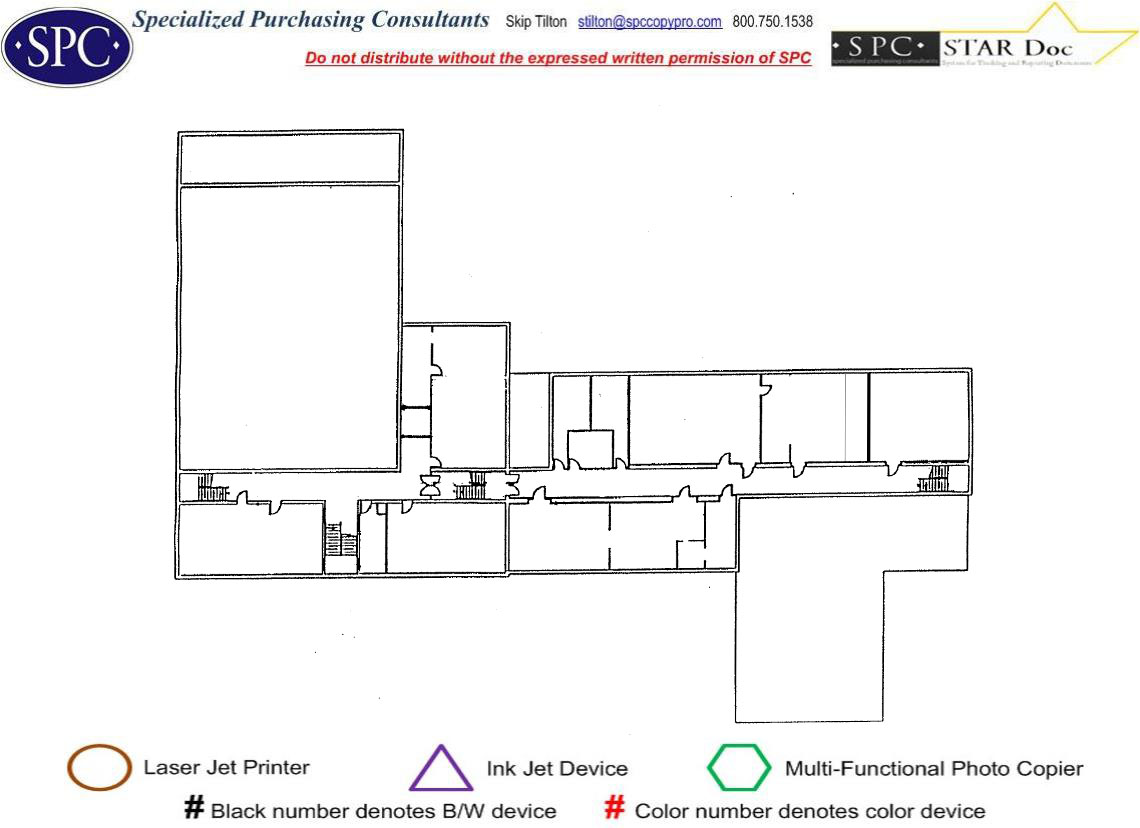 Specialized Purchasing Consultants Skip Tilton stilton@spccopypro.com 800.750.1538
·SPC·
·SPC· STAR Doc
specialized purchasing consultants System for Tracking and Reporting Documents
Do not distribute without the expressed written permission of SPC
Laser Jet Printer Ink Jet Device Multi-Functional Photo Copier
# Black number denotes B/W device # Color number denotes color device